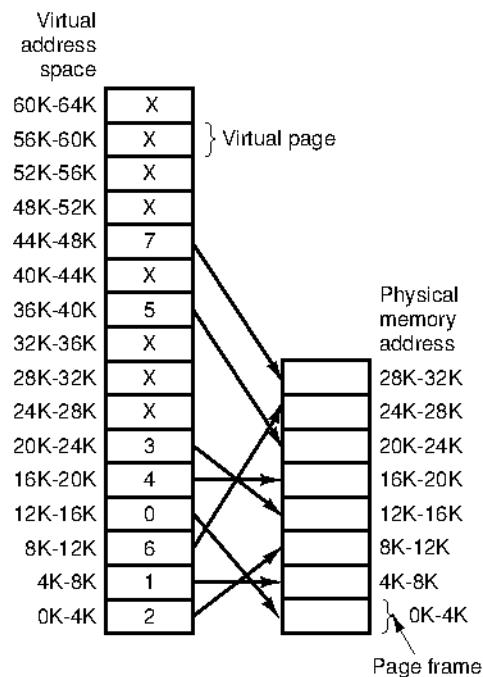 Virtual
address
space
60K-64K X
56K-60K X Virtual page
52K-56K X
48K-52K X
44K-48K 7
40K-44K X
36K-40K 5
32K-36K X
28K-32K X
24K-28K X
20K-24K 3
16K-20K 4
12K-16K 0
8K-12K 6
4K-8K 1
0K-4K 2
Physical
memory
address
28K-32K
24K-28K
20K-24K
16K-20K
12K-16K
8K-12K
4K-8K
0K-4K
Page frame